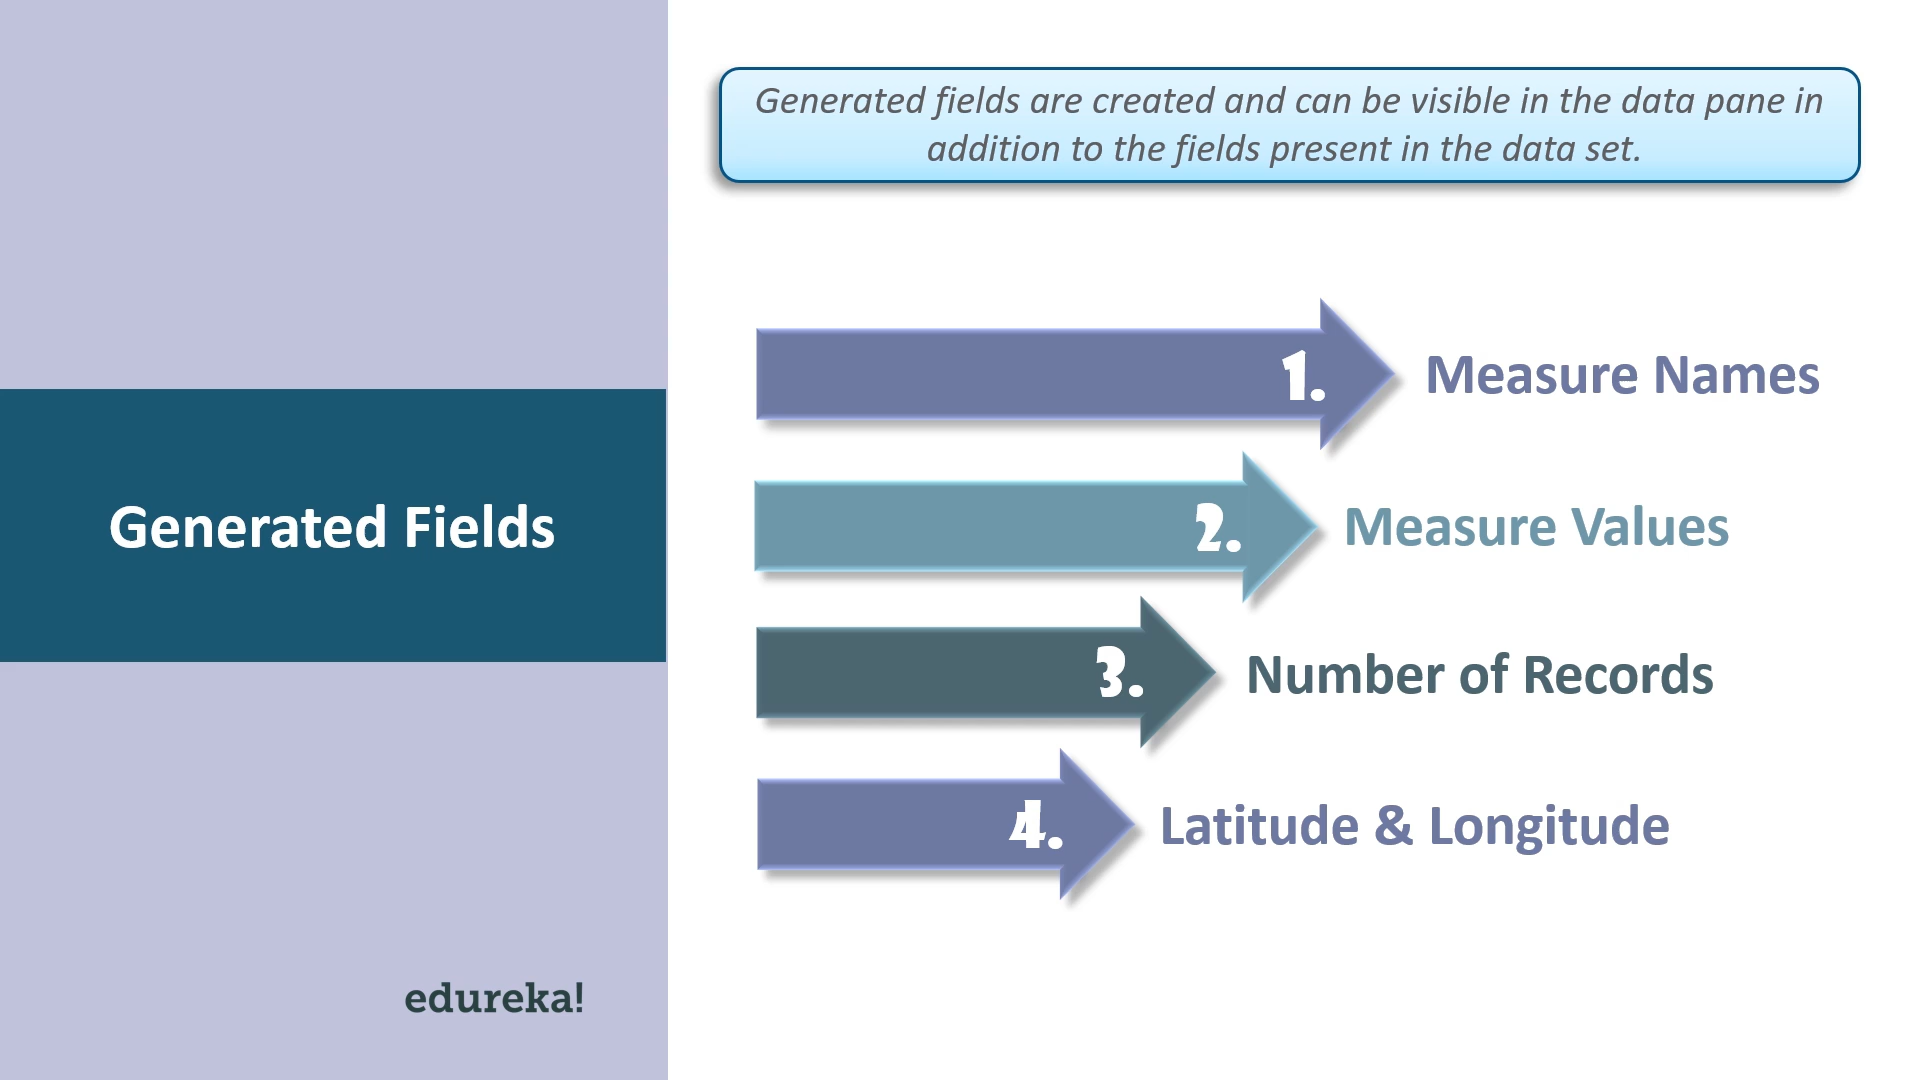 Generated fields are created and can be visible in the data pane in
addition to the fields present in the data set.
1. Measure Names
2. Measure Values
Generated Fields
3. Number of Records
4. Latitude & Longitude
edureka!